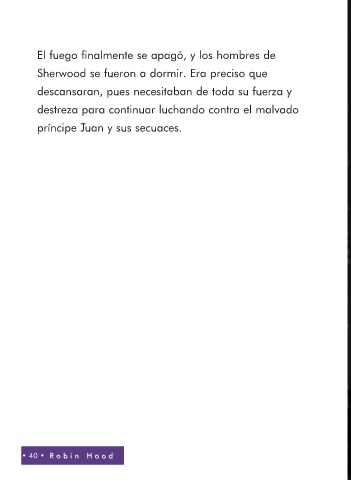 El fuego finalmente se apagó, y los hombres de
Sherwood se fueron a dormir. Era preciso que
descansaran, pues necesitaban de toda su fuerza y
destreza para continuar luchando contra el malvado
príncipe Juan y sus secuaces.
• 40 • Robin Hood